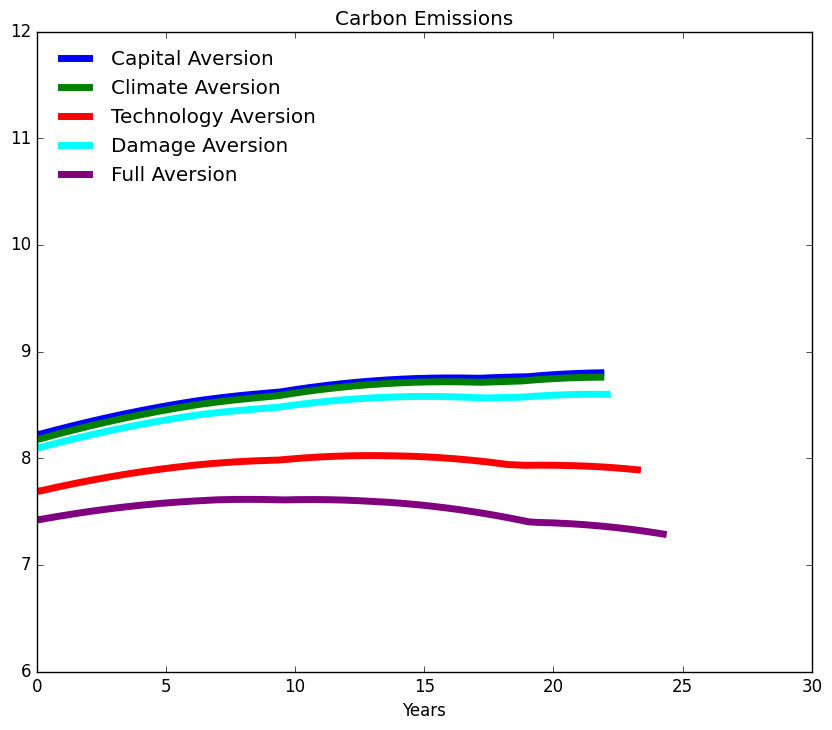 Carbon Emissions
12
Capital Aversion
Climate Aversion
Technology Aversion
Damage Aversion
Full Aversion
11
10
9
8
7
6
0 5 10 15 20 25 30
Years